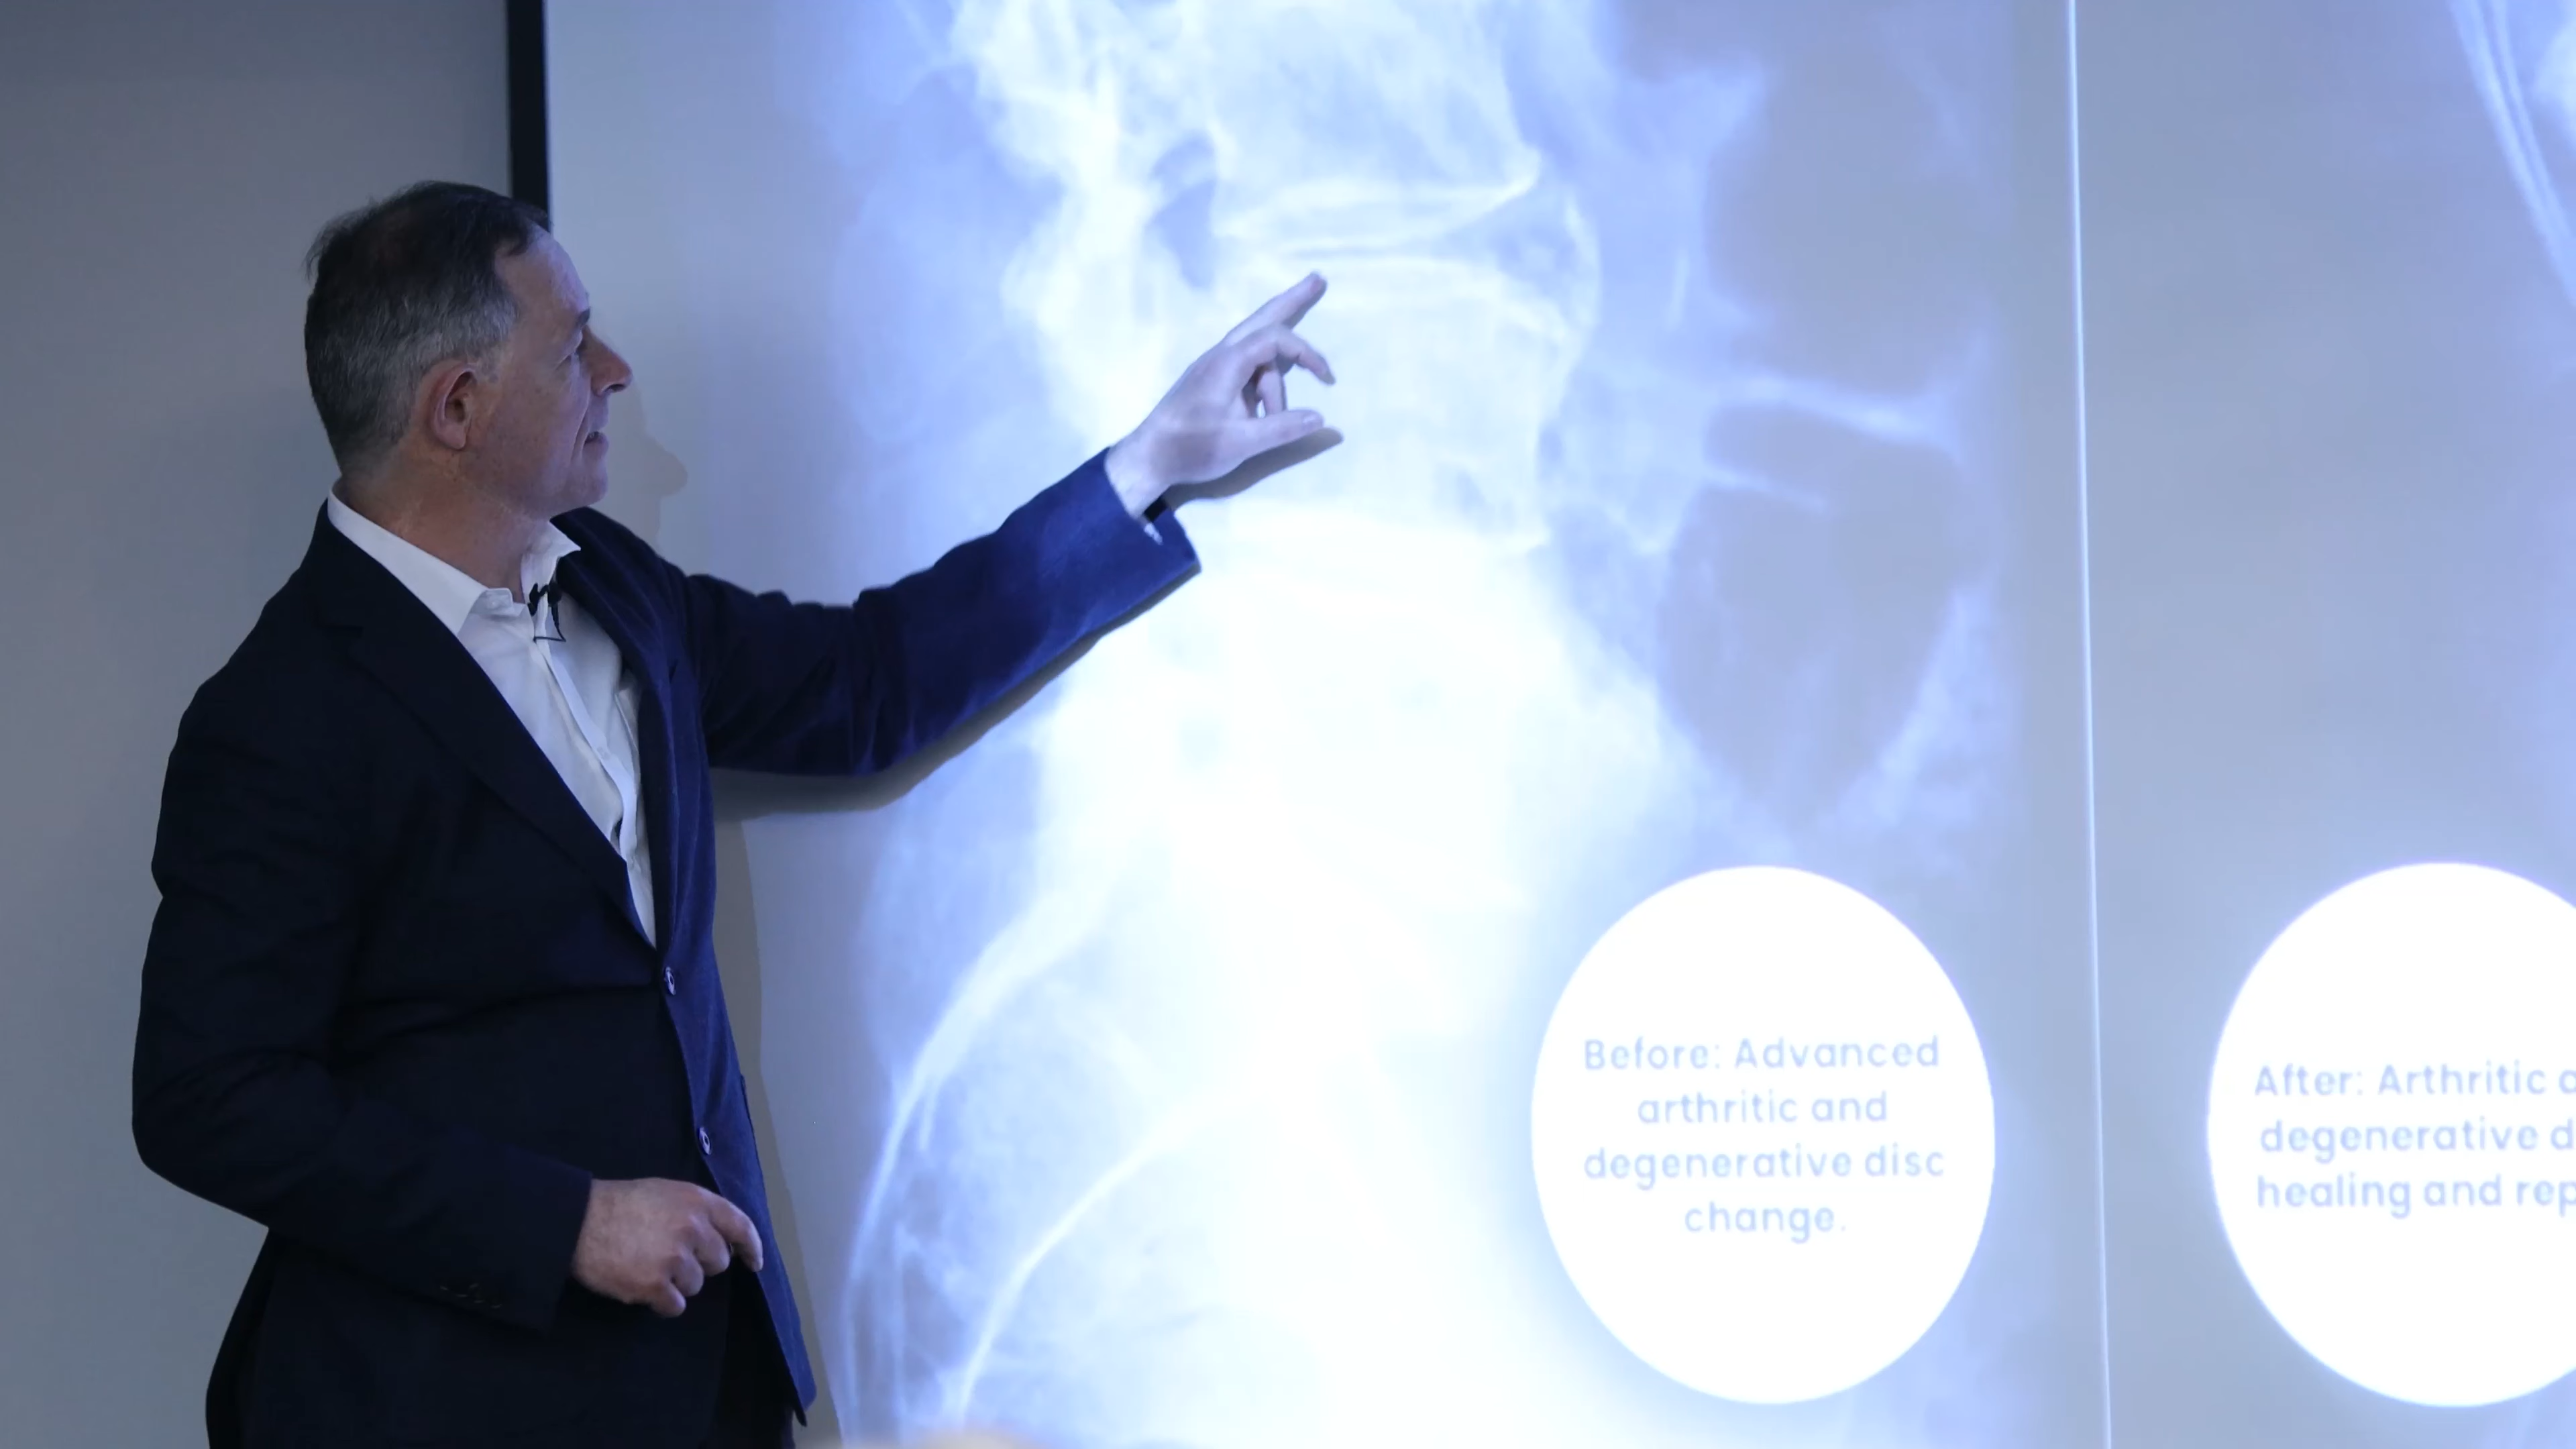 Before: Advanced
arthritic and
degenerative disc
change.
After: Arthritic
degenerative
healing and